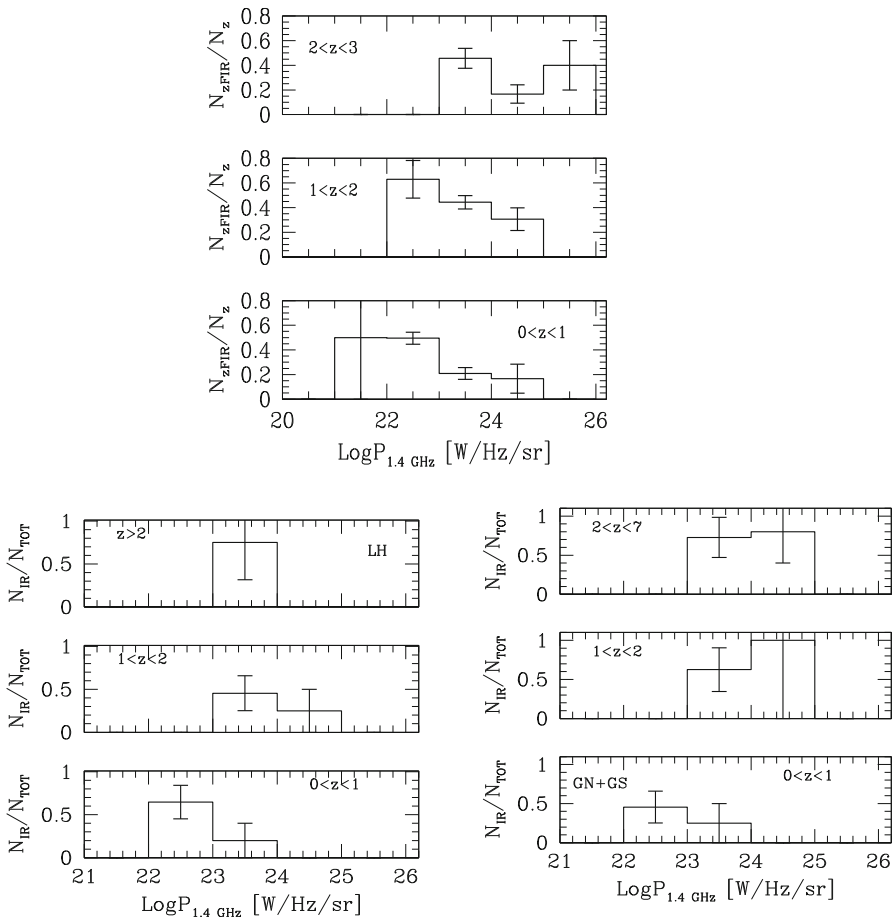 0.8
0.6
0.4
0.2
0
N_zFIR/N_z
2<z<3
0.8
0.6
0.4
0.2
0
N_zFIR/N_z
1<z<2
0.8
0.6
0.4
0.2
0
N_zFIR/N_z
0<z<1
20 22 24 26
LogP_1.4 GHz [W/Hz/sr]
1
0.5
0
N_IR/N_TOT
z>2
LH
1
0.5
0
N_IR/N_TOT
1<z<2
1
0.5
0
N_IR/N_TOT
0<z<1
21 22 23 24 25 26
LogP_1.4 GHz [W/Hz/sr]
1
0.5
0
N_IR/N_TOT
2<z<7
1
0.5
0
N_IR/N_TOT
1<z<2
1
0.5
0
N_IR/N_TOT
GN+GS
0<z<1
21 22 23 24 25 26
LogP_1.4 GHz [W/Hz/sr]